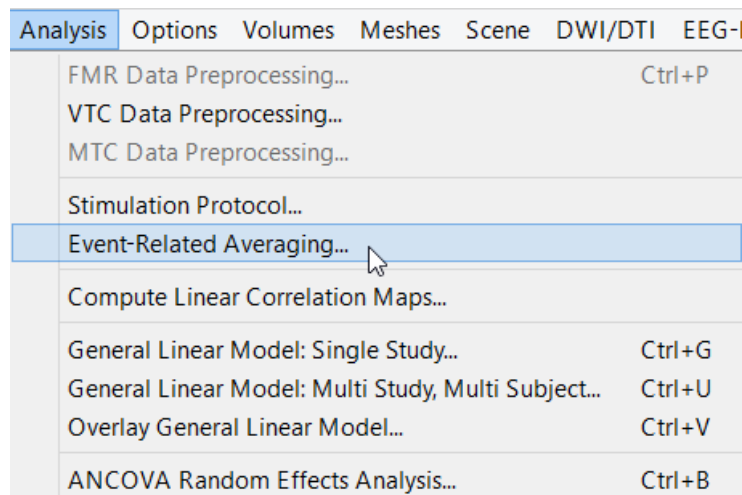 Analysis Options Volumes Meshes Scene DWI/DTI EEG-
FMR Data Preprocessing... Ctrl+P
VTC Data Preprocessing...
MTC Data Preprocessing...
Stimulation Protocol...
Event-Related Averaging...
Compute Linear Correlation Maps...
General Linear Model: Single Study... Ctrl+G
General Linear Model: Multi Study, Multi Subject... Ctrl+U
Overlay General Linear Model... Ctrl+V
ANCOVA Random Effects Analysis... Ctrl+B